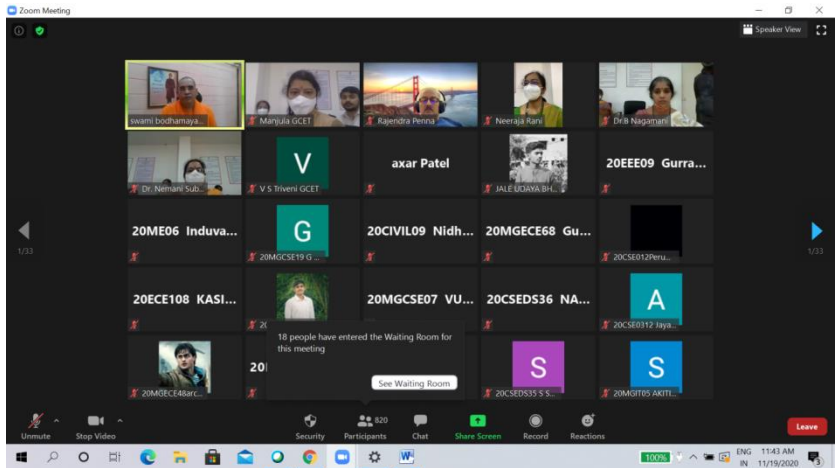 Zoom Meeting
Speaker View
swami bodhamaya...
Manjula GCET
Rajendra Penna
Neeraja Rani
Dr.B Nagamani
Dr. Nemani Sub...
V
V S Triveni GCET
axar Patel
JALE UDAYA BH...
20EEE09 Gurra...
1/33
20ME06 Induva...
G
20MGCSE19 G ...
20CIVIL09 Nidh...
20MGECE68 Gu...
20CSE012Peru...
1/33
20ECE108 KASI...
20MGCSE07 VU...
20CSEDS36 NA...
A
20CSE0312 Jaya...
18 people have entered the Waiting Room for
this meeting
See Waiting Room
20MGECE48arc...
S
20CSEDS35 S S...
S
20MGIT05 AKITI...
Unmute
Stop Video
Security
Participants
820
Chat
Share Screen
Record
Reactions
Leave
100%
ENG
IN
11:43 AM
11/19/2020